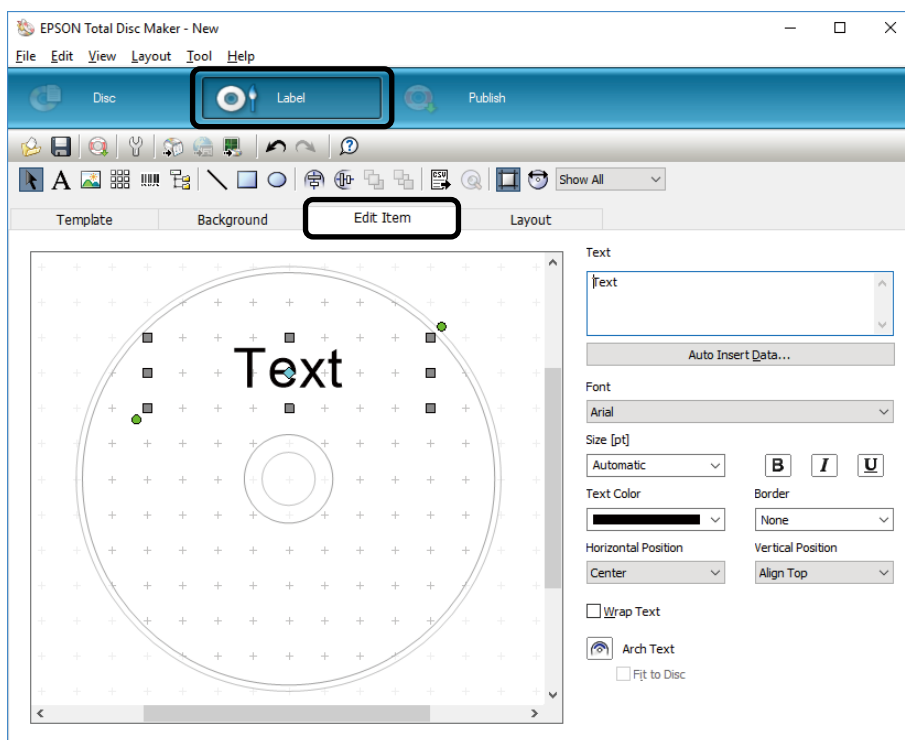 EPSON Total Disc Maker - New
File Edit View Layout Tool Help
Disc Label Publish
A CSV Show All
Template Background Edit Item Layout
Text
Text
Text
Auto Insert Data...
Font
Arial
Size [pt]
Automatic B I U
Text Color Border
None
Horizontal Position Vertical Position
Center Align Top
Wrap Text
Arch Text
Fit to Disc